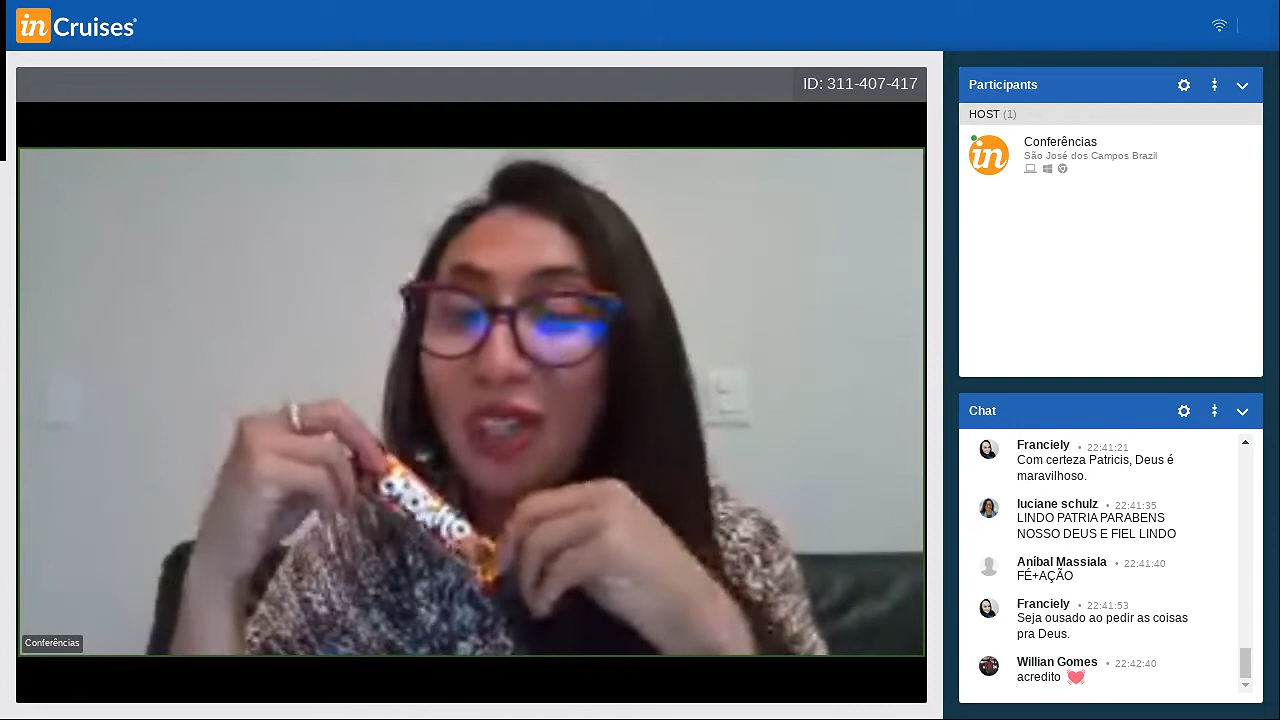 in Cruises
ID: 311-407-417
Conferências
Participants
HOST (1)
in
Conferências
São José dos Campos Brazil
Chat
Franciely • 22:41:21
Com certeza Patricis, Deus é
maravilhoso.
luciane schulz • 22:41:35
LINDO PATRIA PARABENS
NOSSO DEUS E FIEL LINDO
Aníbal Massiala • 22:41:40
FÉ+AÇÃO
Franciely • 22:41:53
Seja ousado ao pedir as coisas
pra Deus.
Willian Gomes • 22:42:40
acredito 💓